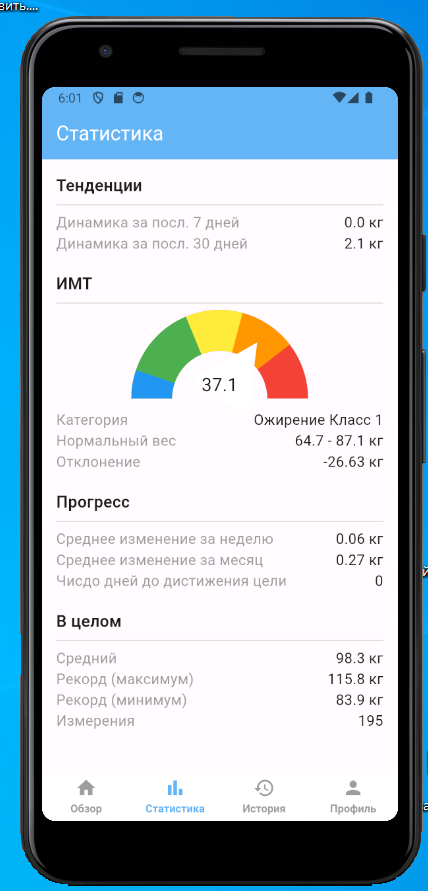 вить....
6:01
Статистика
Тенденции
Динамика за посл. 7 дней 0.0 кг
Динамика за посл. 30 дней 2.1 кг
ИМТ
37.1
Категория Ожирение Класс 1
Нормальный вес 64.7 - 87.1 кг
Отклонение -26.63 кг
Прогресс
Среднее изменение за неделю 0.06 кг
Среднее изменение за месяц 0.27 кг
Чисдо дней до дистижения цели 0
В целом
Средний 98.3 кг
Рекорд (максимум) 115.8 кг
Рекорд (минимум) 83.9 кг
Измерения 195
Обзор Статистика История Профиль